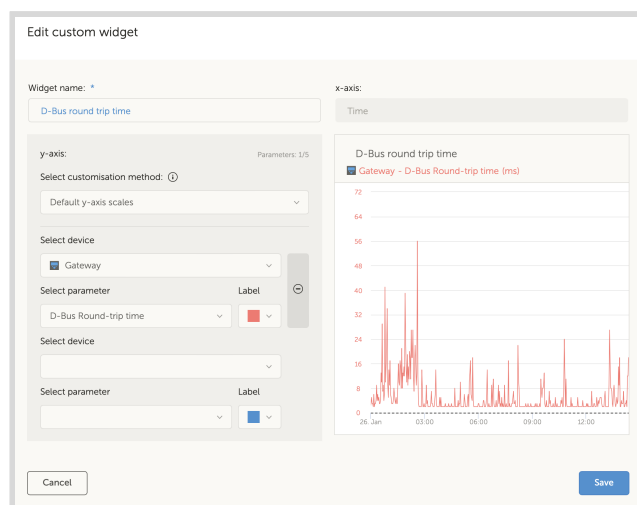 Edit custom widget
Widget name: *
x-axis:
D-Bus round trip time
Time
y-axis:
Parameters: 1/5
Select customisation method:
Default y-axis scales
Select device
Gateway
Select parameter
Label
D-Bus Round-trip time
Select device
Select parameter
Label
D-Bus round trip time
Gateway - D-Bus Round-trip time (ms)
72
64
56
48
40
32
24
16
8
0
26. Jan
03:00
06:00
09:00
12:00
Cancel
Save